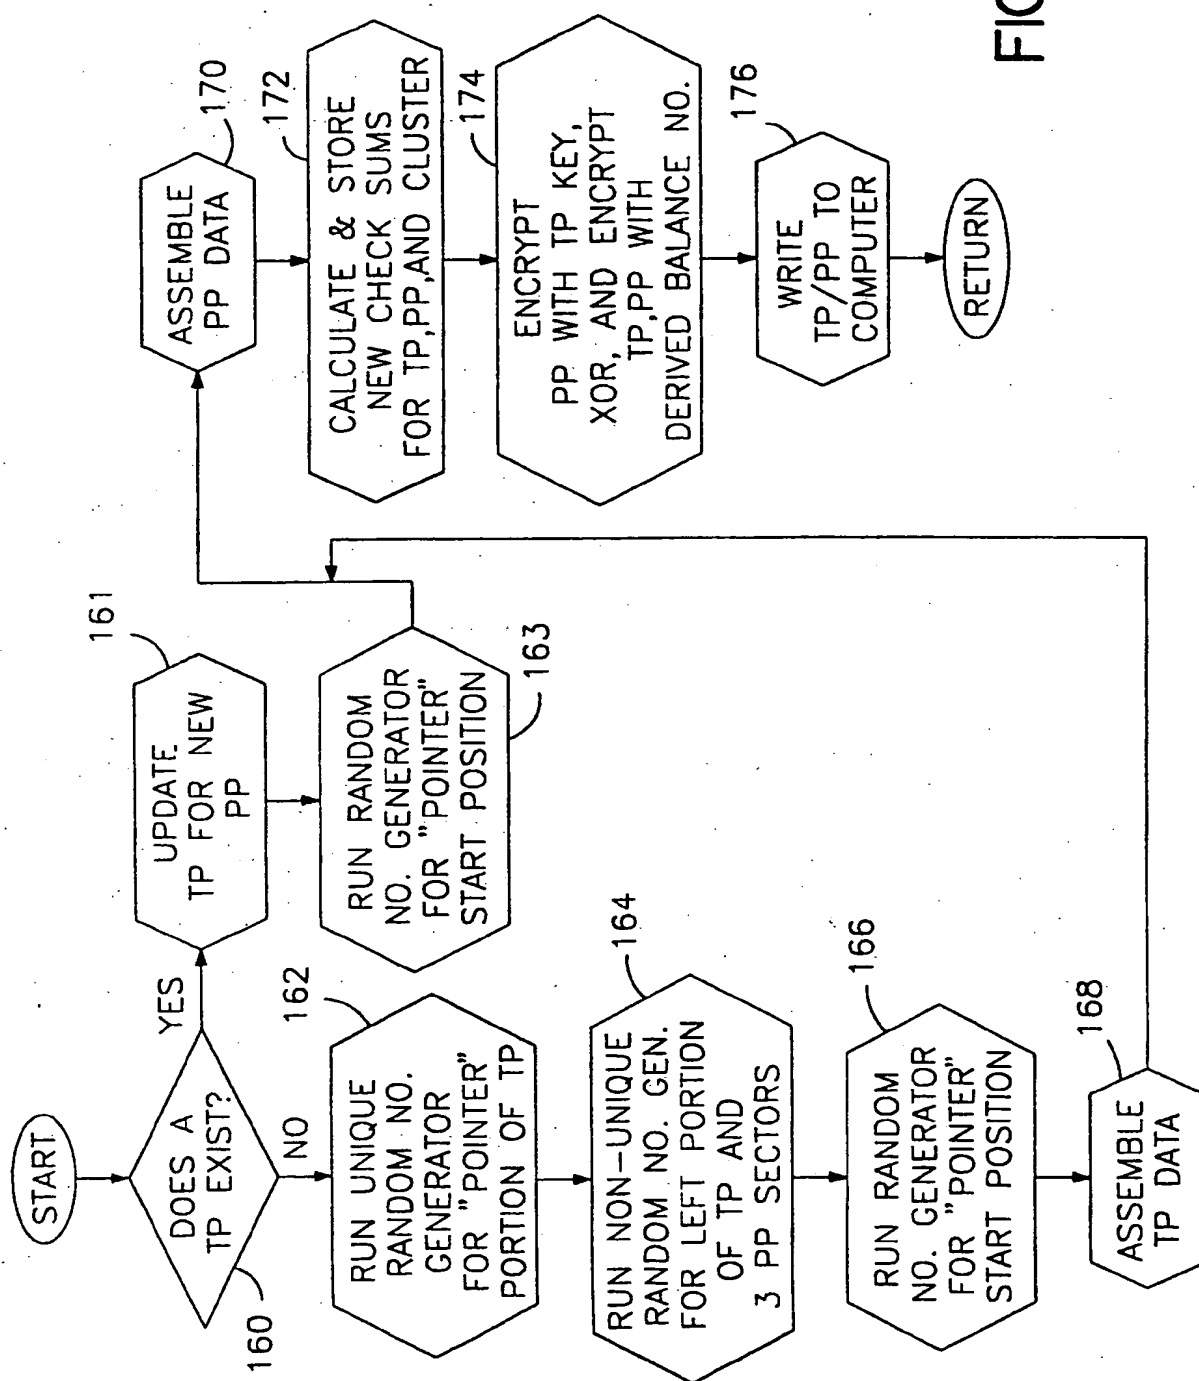 START
DOES A
TP EXIST?
160
YES
NO
UPDATE
TP FOR NEW
PP
161
RUN RANDOM
NO. GENERATOR
FOR "POINTER"
START POSITION
163
RUN UNIQUE
RANDOM NO.
GENERATOR
FOR "POINTER"
PORTION OF TP
162
RUN NON-UNIQUE
RANDOM NO. GEN.
FOR LEFT PORTION
OF TP AND
3 PP SECTORS
164
RUN RANDOM
NO. GENERATOR
FOR "POINTER"
START POSITION
166
ASSEMBLE
TP DATA
168
ASSEMBLE
PP DATA
170
CALCULATE & STORE
NEW CHECK SUMS
FOR TP,PP,AND CLUSTER
172
ENCRYPT
PP WITH TP KEY,
XOR, AND ENCRYPT
TP,PP WITH
DERIVED BALANCE NO.
174
WRITE
TP/PP TO
COMPUTER
176
RETURN